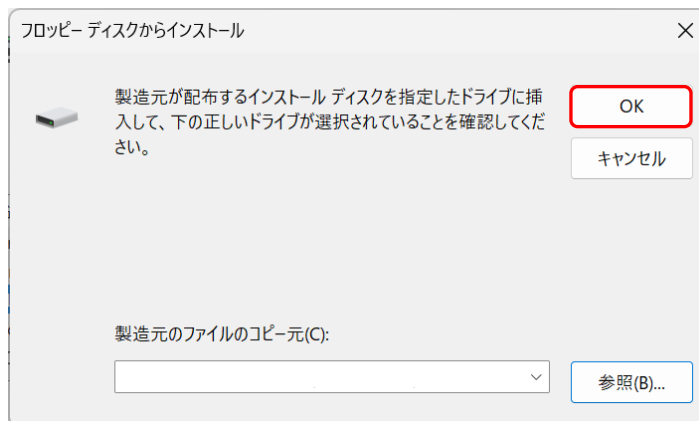 フロッピー ディスクからインストール
製造元が配布するインストール ディスクを指定したドライブに挿
入して、下の正しいドライブが選択されていることを確認してくだ
さい。
OK
キャンセル
製造元のファイルのコピー元(C):
参照(B)...